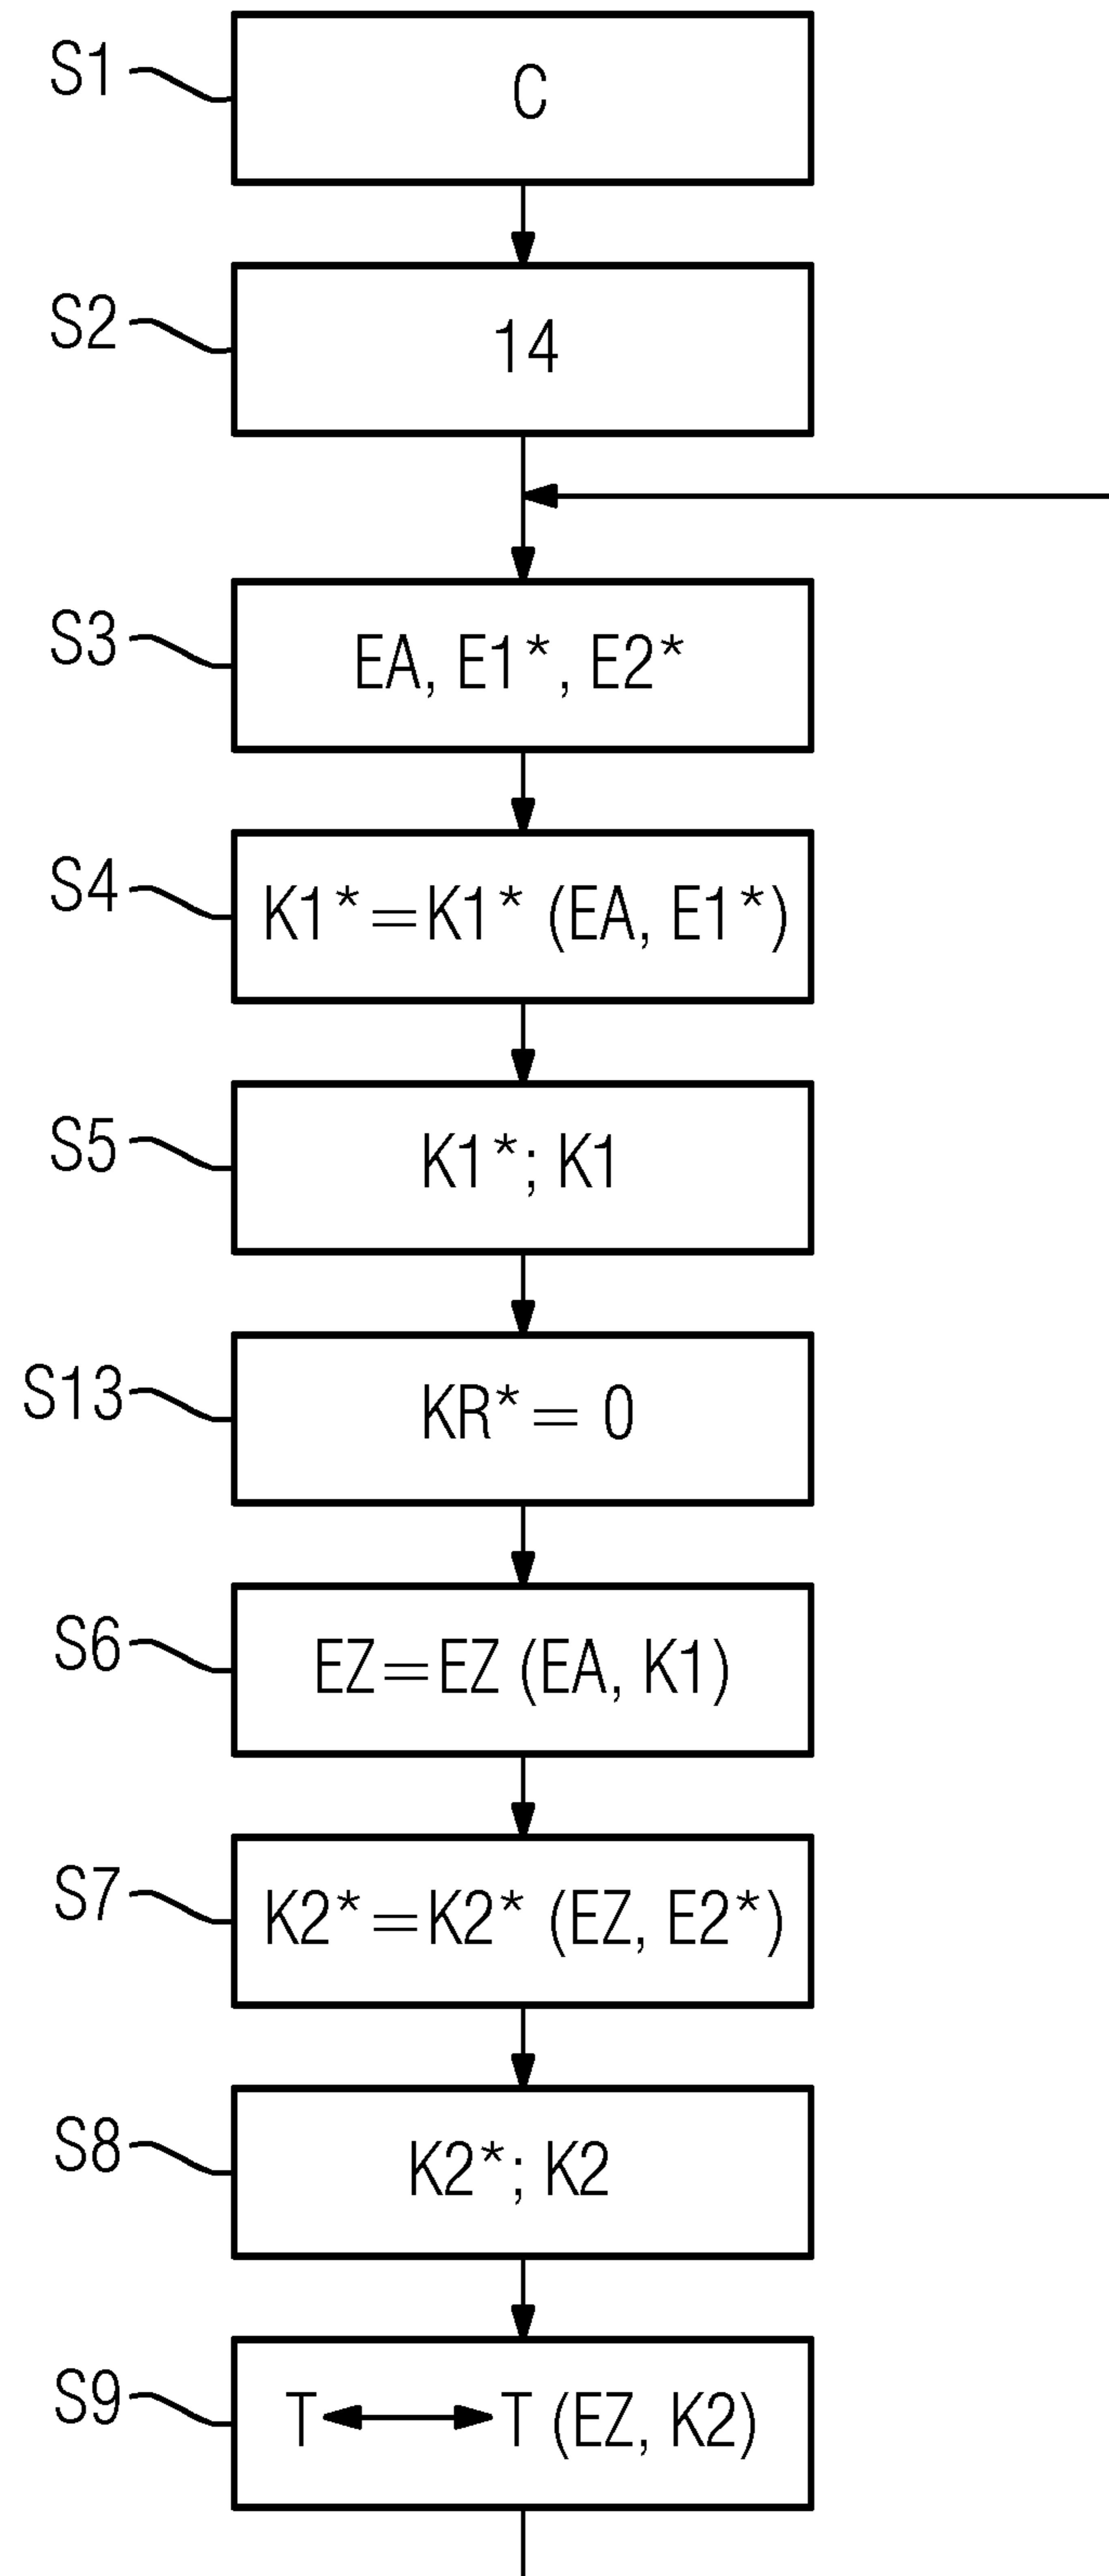 S1 C
S2 14
S3 EA, E1*, E2*
S4 K1*=K1* (EA, E1*)
S5 K1*; K1
S13 KR*= 0
S6 EZ=EZ (EA, K1)
S7 K2*=K2* (EZ, E2*)
S8 K2*; K2
S9 T T (EZ, K2)